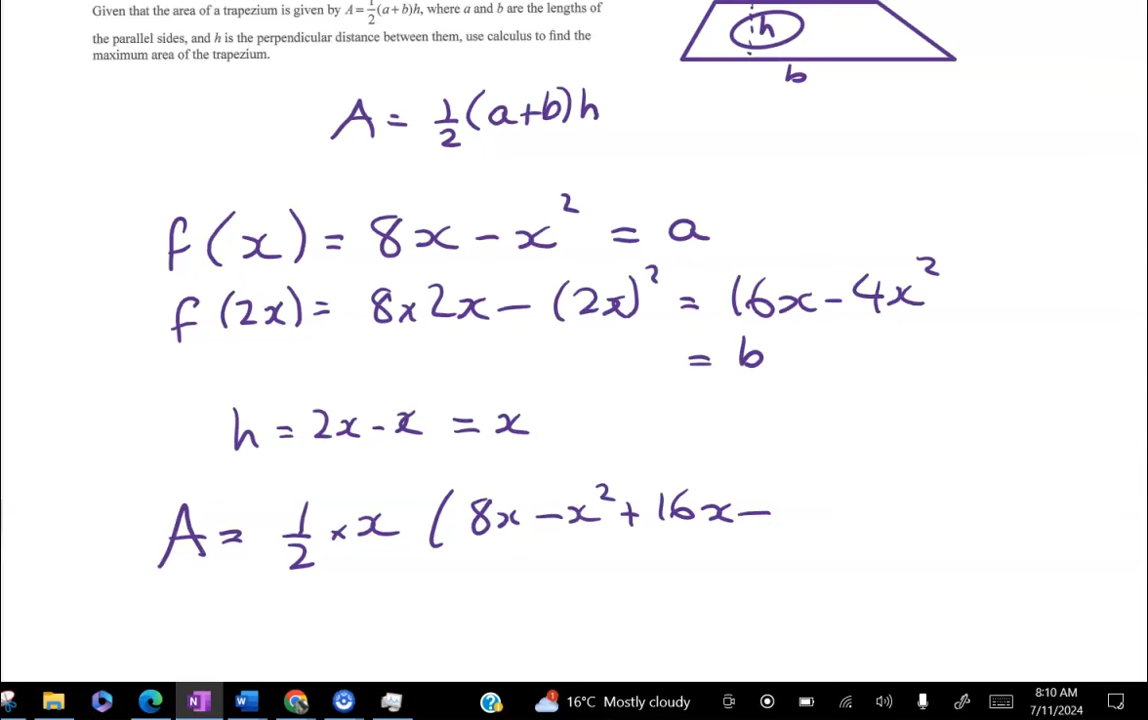 Given that the area of a trapezium is given by A = 1/2 (a + b)h, where a and b are the lengths of
the parallel sides, and h is the perpendicular distance between them, use calculus to find the
maximum area of the trapezium.
h
b
A = 1/2 (a+b)h
f(x) = 8x - x² = a
f(2x) = 8×2x - (2x)² = 16x - 4x²
= b
h = 2x - x = x
A = 1/2 × x (8x - x² + 16x -
16°C Mostly cloudy
8:10 AM
7/11/2024